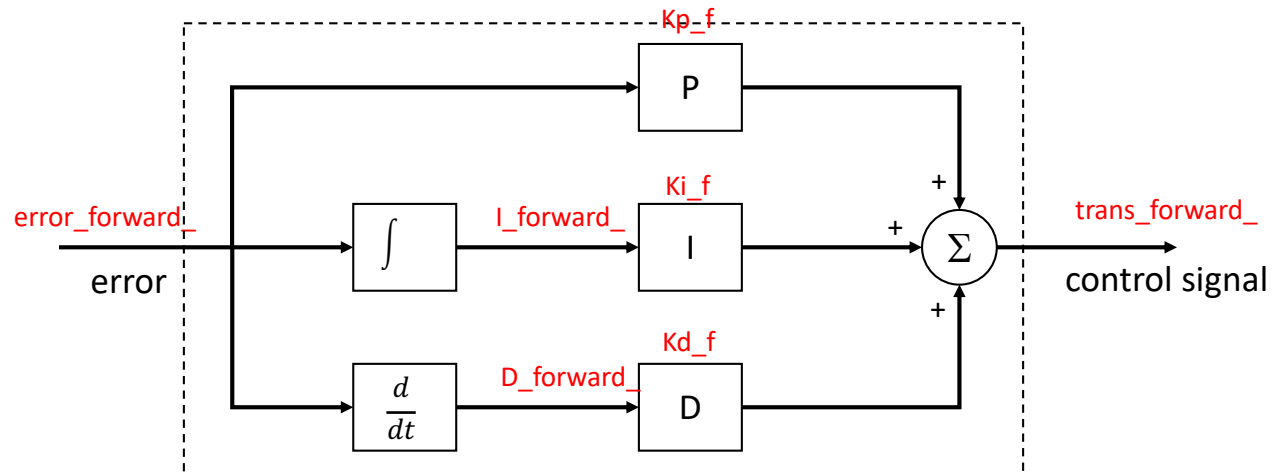 Kp_f
P
Ki_f
+
error_forward_
∫
I_forward_
I
+
Σ
trans_forward_
error
control signal
+
Kd_f
D_forward_
d
dt
D